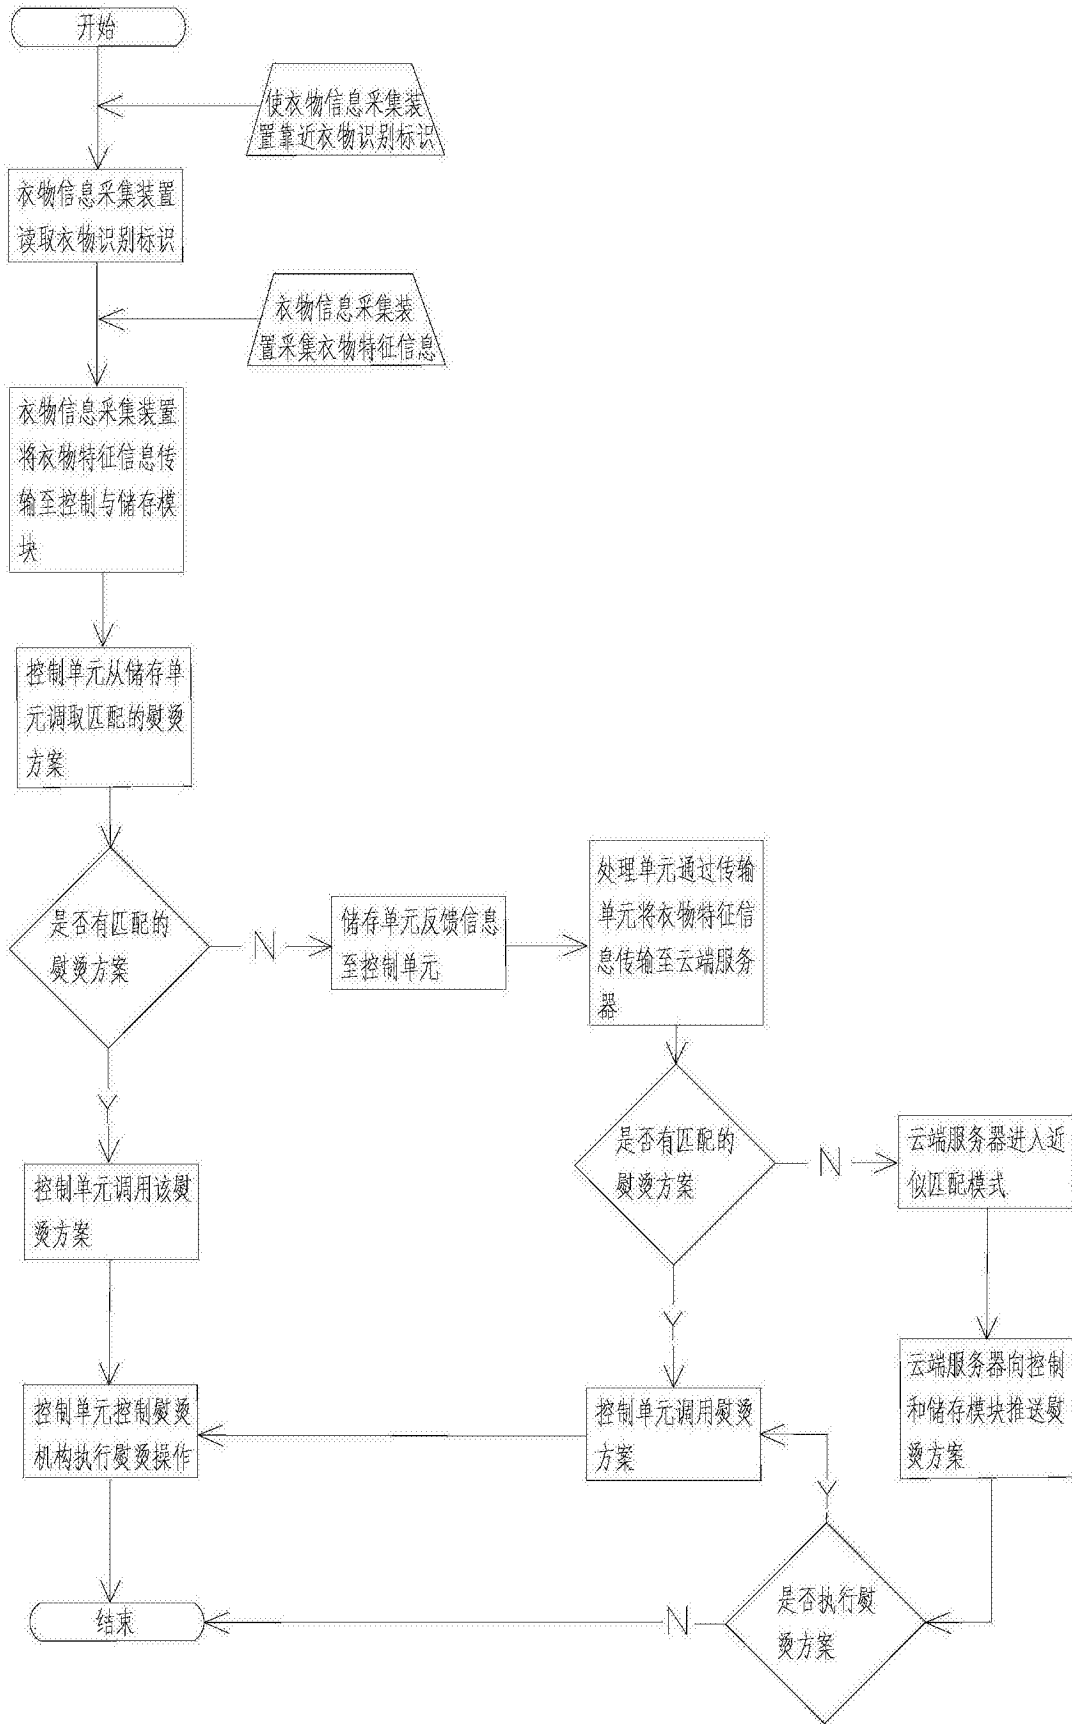 开始
使衣物信息采集装
置靠近衣物识别标识
衣物信息采集装置
读取衣物识别标识
衣物信息采集装
置采集衣物特征信息
衣物信息采集装置
将衣物特征信息传
输至控制与储存模
块
控制单元从储存单
元调取匹配的熨烫
方案
是否有匹配的
熨烫方案
N
储存单元反馈信息
至控制单元
处理单元通过传输
单元将衣物特征信
息传输至云端服务
器
Y
是否有匹配的
熨烫方案
N
云端服务器进入近
似匹配模式
控制单元调用该熨
烫方案
Y
云端服务器向控制
和储存模块推送熨
烫方案
控制单元控制熨烫
机构执行熨烫操作
控制单元调用熨烫
方案
Y
是否执行熨
烫方案
N
结束